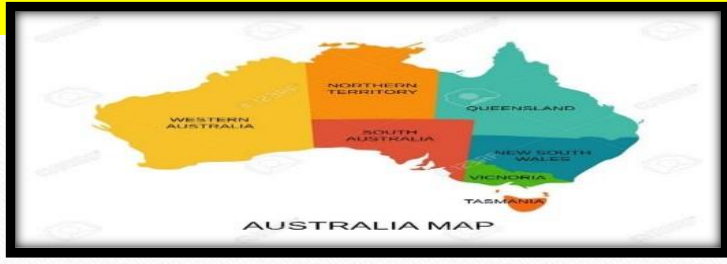 NORTHERN
TERRITORY
QUEENSLAND
WESTERN
AUSTRALIA
SOUTH
AUSTRALIA
NEW SOUTH
WALES
VICNORIA
TASMANIA
AUSTRALIA MAP